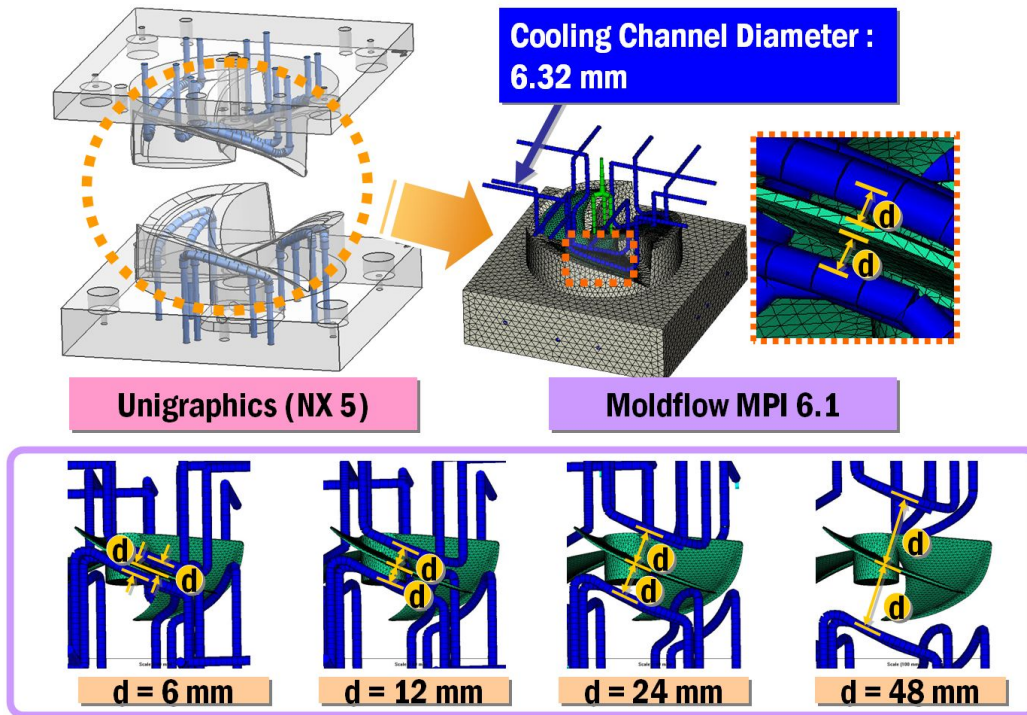 Cooling Channel Diameter :
6.32 mm
d
d
Unigraphics (NX 5)
Moldflow MPI 6.1
d
d
d
d
d
d
d
d
d = 6 mm
d = 12 mm
d = 24 mm
d = 48 mm